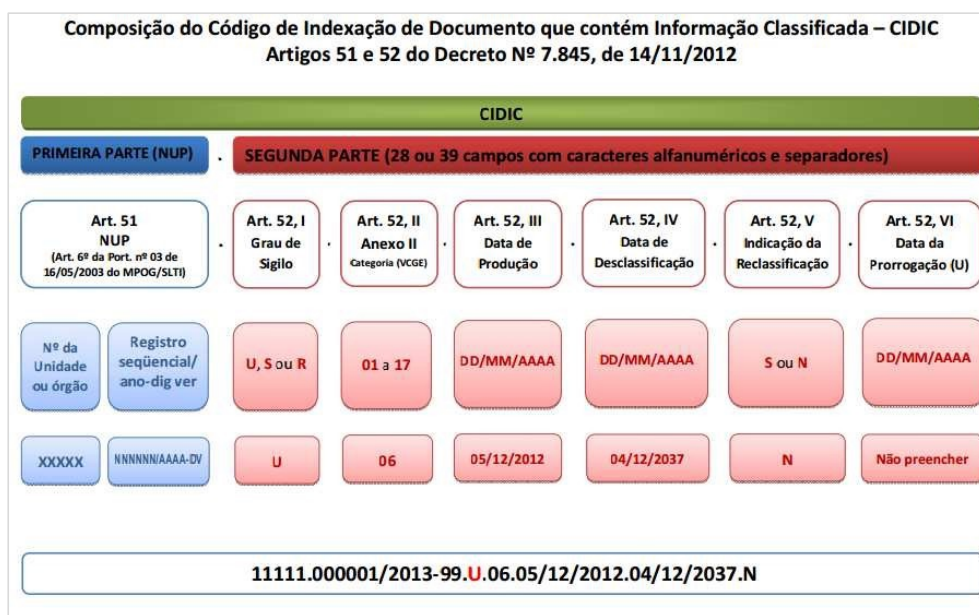 Composição do Código de Indexação de Documento que contém Informação Classificada – CIDIC
Artigos 51 e 52 do Decreto Nº 7.845, de 14/11/2012
CIDIC
PRIMEIRA PARTE (NUP) . SEGUNDA PARTE (28 ou 39 campos com caracteres alfanuméricos e separadores)
Art. 51
NUP
(Art. 6º da Port. nº 03 de
16/05/2003 do MPOG/SLTI)
.
Art. 52, I
Grau de
Sigilo
.
Art. 52, II
Anexo II
Categoria (VCGE)
.
Art. 52, III
Data de
Produção
.
Art. 52, IV
Data de
Desclassificação
.
Art. 52, V
Indicação da
Reclassificação
.
Art. 52, VI
Data da
Prorrogação (U)
Nº da
Unidade
ou órgão
Registro
seqüencial/
ano-dig ver
U, S ou R
01 a 17
DD/MM/AAAA
DD/MM/AAAA
S ou N
DD/MM/AAAA
XXXXX
NNNNNN/AAAA-DV
U
06
05/12/2012
04/12/2037
N
Não preencher
11111.000001/2013-99.U.06.05/12/2012.04/12/2037.N